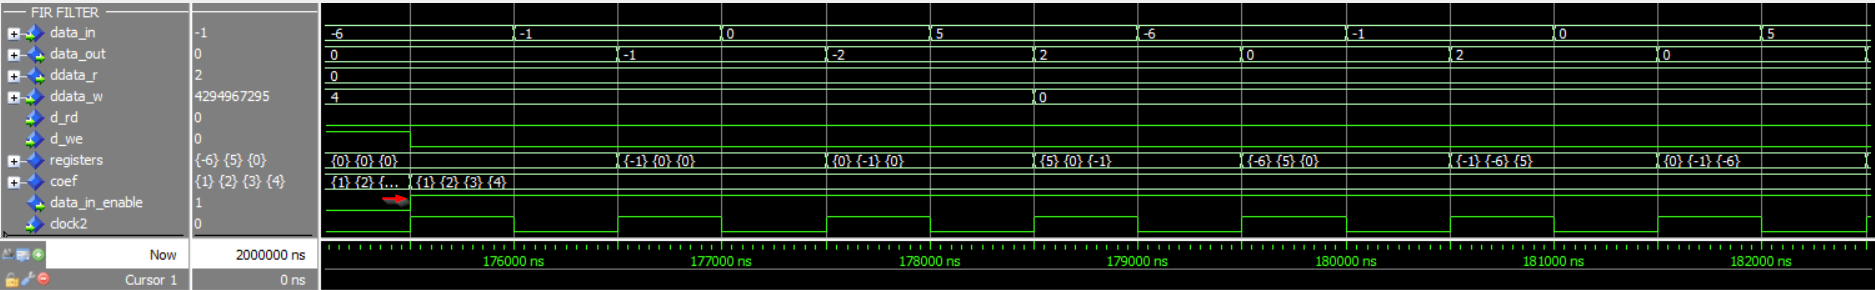 FIR FILTER
data_in -1 -6 -1 0 5 -6 -1 0 5
data_out 0 0 -1 -2 2 0 2 0
ddata_r 2 0
ddata_w 4294967295 4 0
d_rd 0
d_we 0
registers {-6} {5} {0} {0} {0} {0} {-1} {0} {0} {0} {-1} {0} {5} {0} {-1} {-6} {5} {0} {-1} {-6} {5} {0} {-1} {-6}
coef {1} {2} {3} {4} {1} {2} {... {1} {2} {3} {4}
data_in_enable 1
clock2 0
Now 2000000 ns 176000 ns 177000 ns 178000 ns 179000 ns 180000 ns 181000 ns 182000 ns
Cursor 1 0 ns